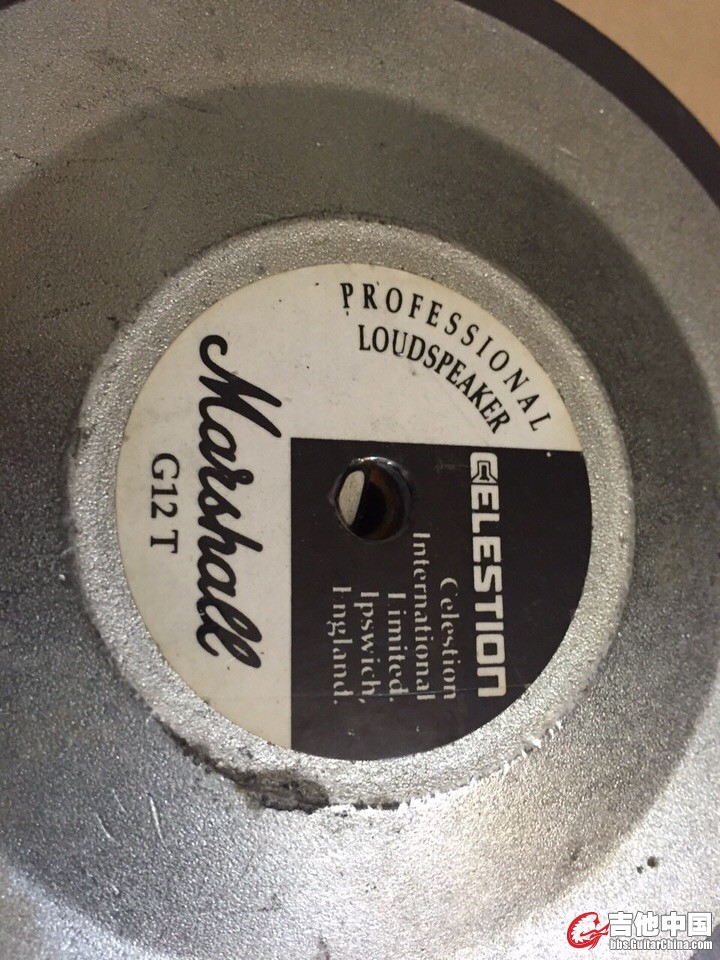 PROFESSIONAL
LOUDSPEAKER
CELESTION
Celestion
International
Limited.
Ipswich,
England.
Marshall
G12 T
吉他中国
bbs.GuitarChina.com